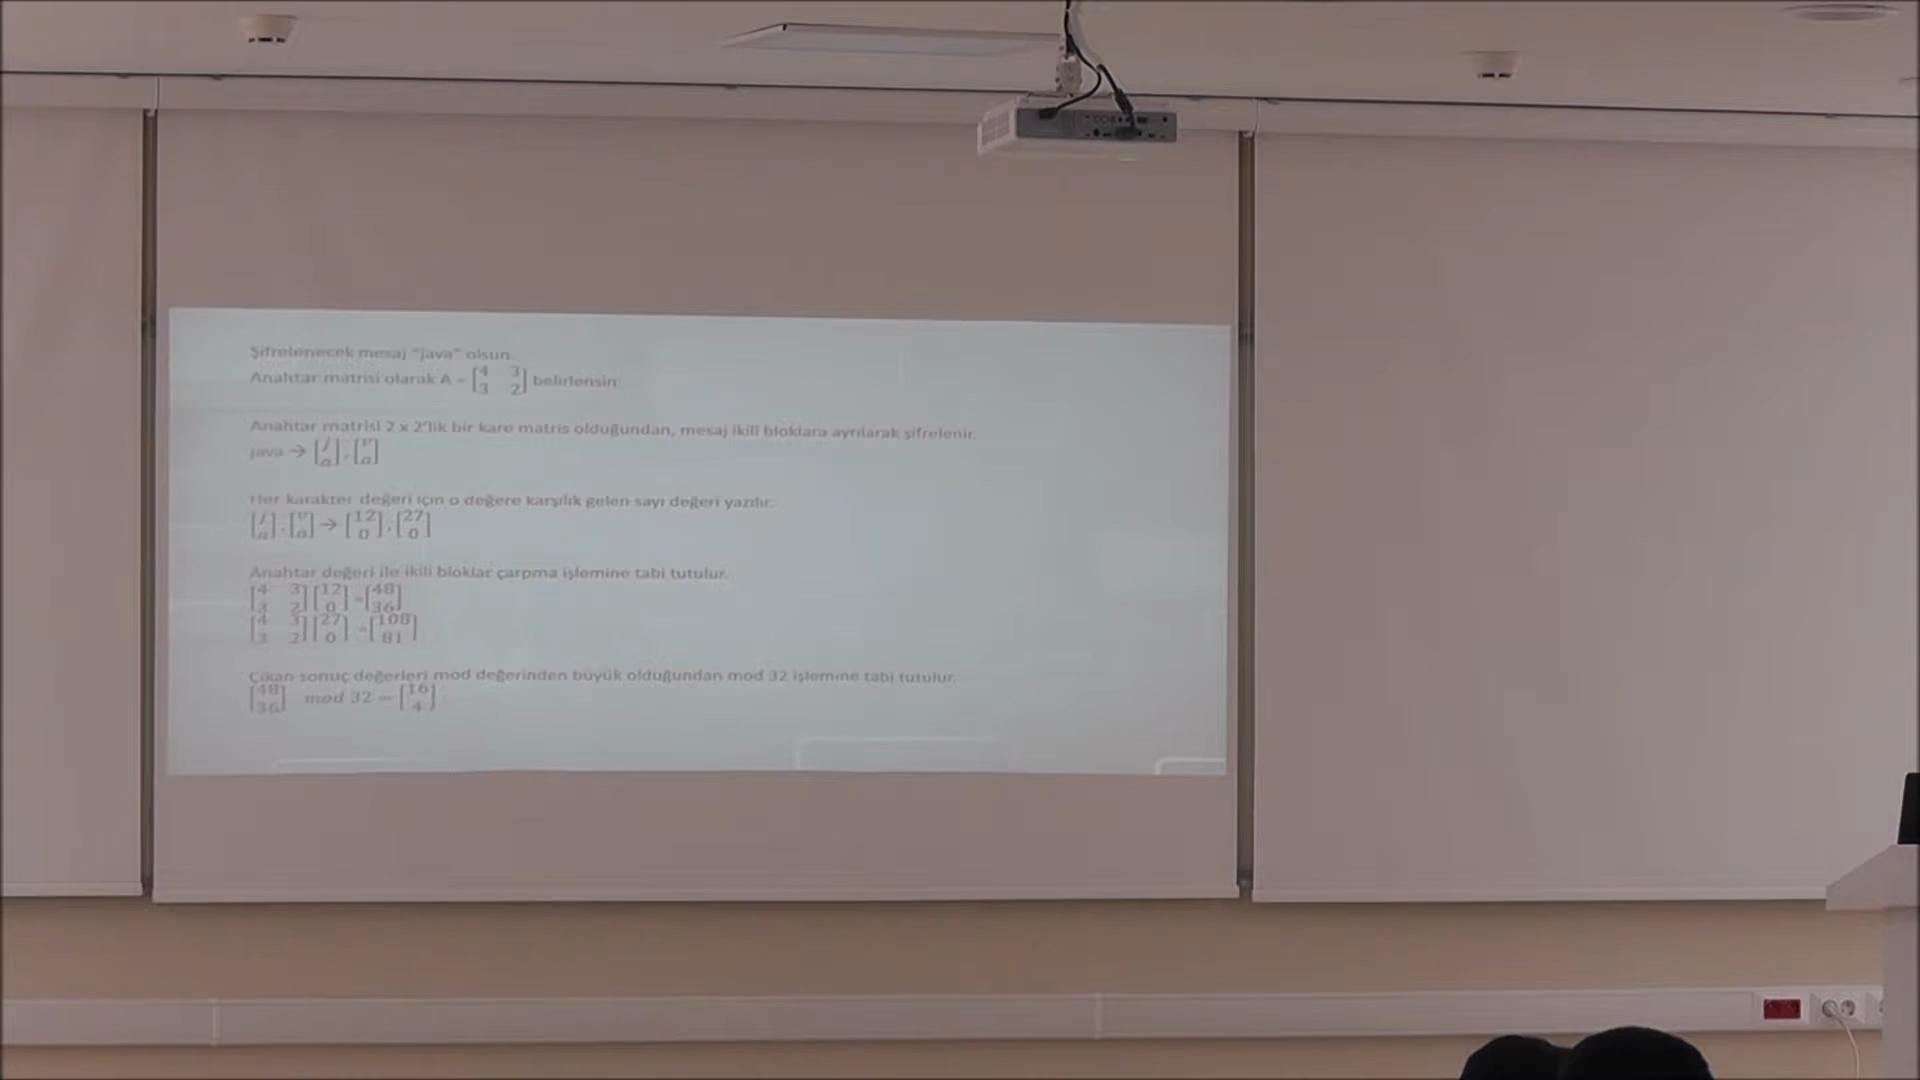 Şifrelenecek mesaj "java" olsun.
Anahtar matrisi olarak A = [4 3; 3 2] belirlensin
Anahtar matrisi 2 x 2'lik bir kare matris olduğundan, mesaj ikili bloklara ayrılarak şifrelenir.
java → [j; a], [v; a]
Her karakter değeri için o değere karşılık gelen sayı değeri yazılır.
[j; a], [v; a] → [12; 0], [27; 0]
Anahtar değeri ile ikili bloklar çarpma işlemine tabi tutulur.
[4 3; 3 2] [12; 0] = [48; 36]
[4 3; 3 2] [27; 0] = [108; 81]
Çıkan sonuç değerleri mod değerinden büyük olduğundan mod 32 işlemine tabi tutulur.
[48; 36] mod 32 = [16; 4]